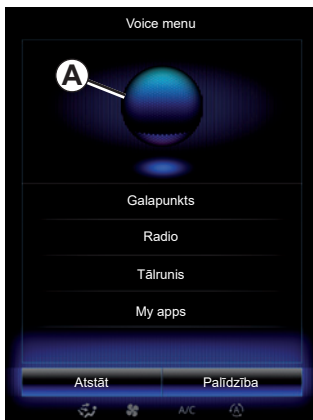 Voice menu
A
Galapunkts
Radio
Tālrunis
My apps
Atstāt Palīdzība
A/C A